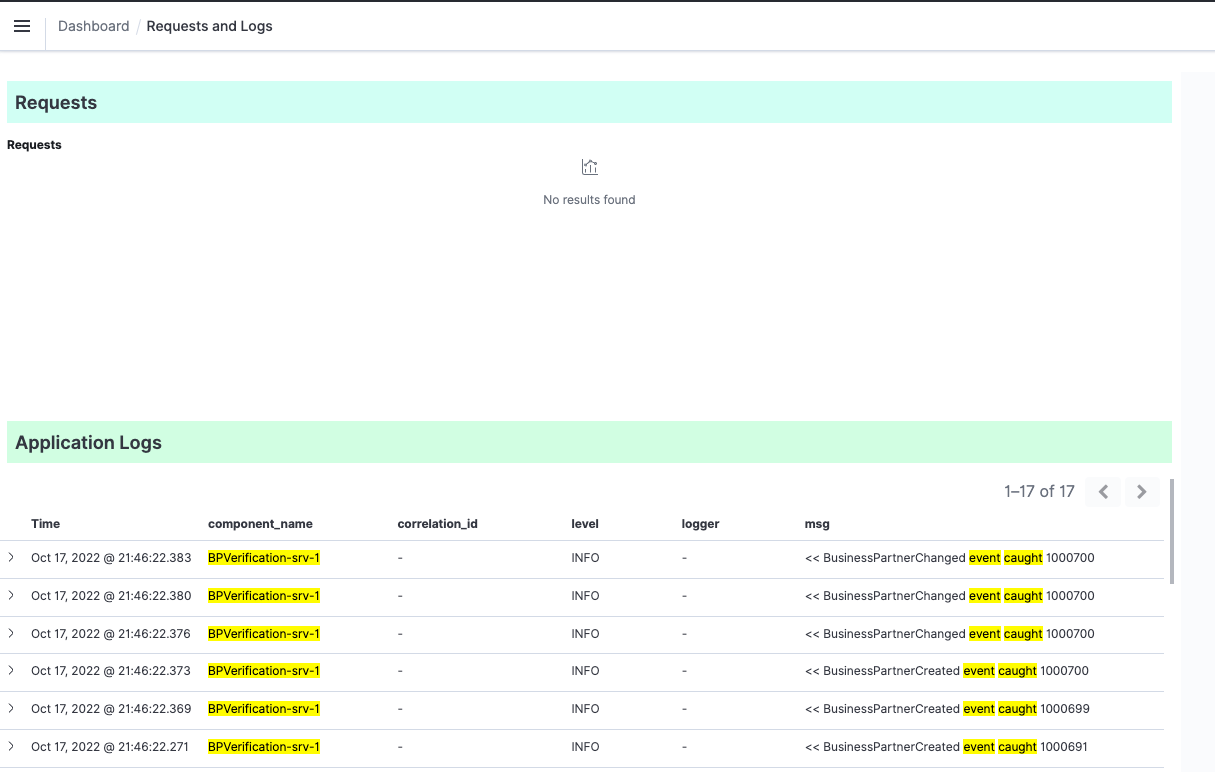 Dashboard / Requests and Logs
Requests
Requests
No results found
Application Logs
1–17 of 17
Time component_name correlation_id level logger msg
Oct 17, 2022 @ 21:46:22.383 BPVerification-srv-1 - INFO - << BusinessPartnerChanged event caught 1000700
Oct 17, 2022 @ 21:46:22.380 BPVerification-srv-1 - INFO - << BusinessPartnerChanged event caught 1000700
Oct 17, 2022 @ 21:46:22.376 BPVerification-srv-1 - INFO - << BusinessPartnerChanged event caught 1000700
Oct 17, 2022 @ 21:46:22.373 BPVerification-srv-1 - INFO - << BusinessPartnerCreated event caught 1000700
Oct 17, 2022 @ 21:46:22.369 BPVerification-srv-1 - INFO - << BusinessPartnerCreated event caught 1000699
Oct 17, 2022 @ 21:46:22.271 BPVerification-srv-1 - INFO - << BusinessPartnerCreated event caught 1000691